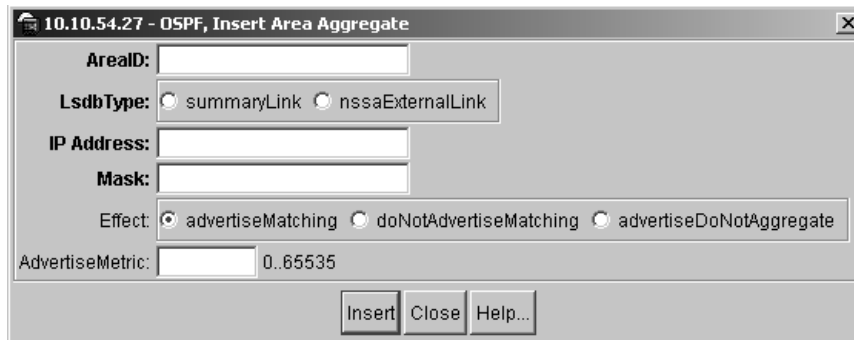 10.10.54.27 - OSPF, Insert Area Aggregate
AreaID:
LsdbType: summaryLink nssaExternalLink
IP Address:
Mask:
Effect: advertiseMatching doNotAdvertiseMatching advertiseDoNotAggregate
AdvertiseMetric: 0..65535
Insert Close Help...